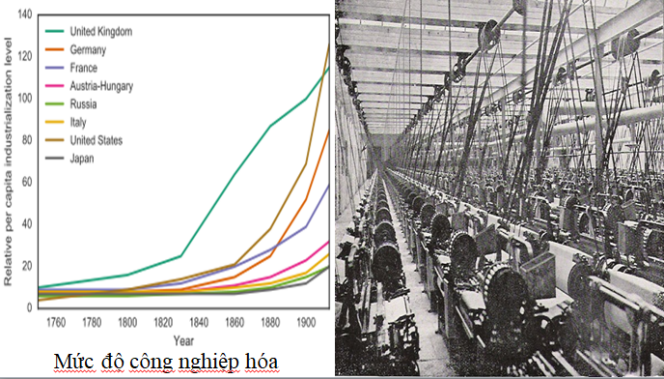 140
120
100
80
60
40
20
0
Relative per capita industrialization level
United Kingdom
Germany
France
Austria-Hungary
Russia
Italy
United States
Japan
1760 1780 1800 1820 1840 1860 1880 1900
Year
Mức độ công nghiệp hóa